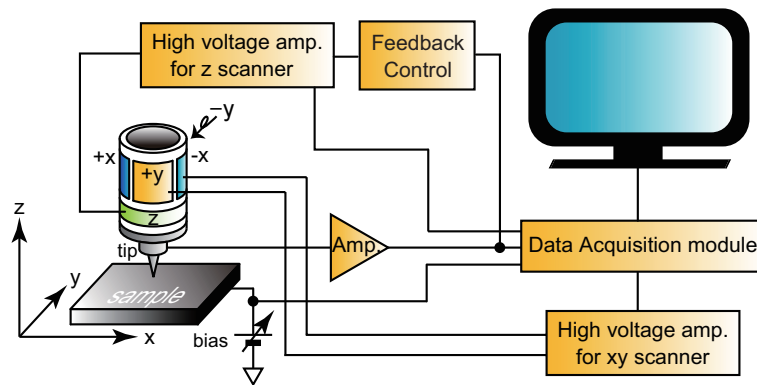 High voltage amp.
for z scanner
Feedback
Control
−y
+x
-x
+y
z
z
tip
Amp.
Data Acquisition module
y
sample
x
bias
High voltage amp.
for xy scanner